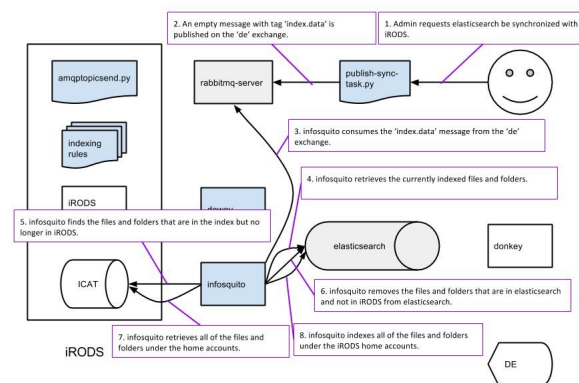 2. An empty message with tag 'index.data' is
published on the 'de' exchange.
1. Admin requests elasticsearch be synchronized with
iRODS.
amqptopicsend.py
rabbitmq-server
publish-sync-
task.py
indexing
rules
3. infosquito consumes the 'index.data' message from the 'de'
exchange.
4. infosquito retrieves the currently indexed files and folders.
iRODS
5. infosquito finds the files and folders that are in the index but no
longer in iRODS.
elasticsearch
donkey
ICAT
infosquito
6. infosquito removes the files and folders that are in elasticsearch
and not in iRODS from elasticsearch.
7. infosquito retrieves all of the files and
folders under the home accounts.
8. infosquito indexes all of the files and folders
under the iRODS home accounts.
iRODS
DE